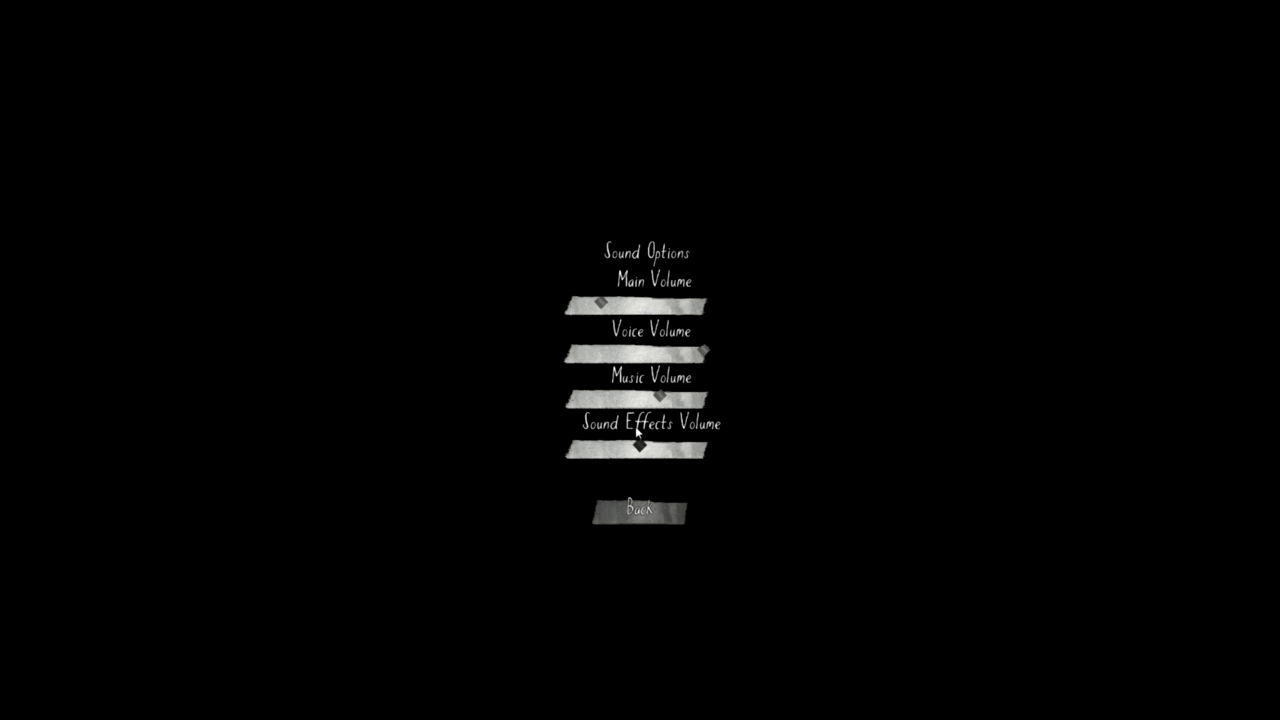 Sound Options
Main Volume
Voice Volume
Music Volume
Sound Effects Volume
Back